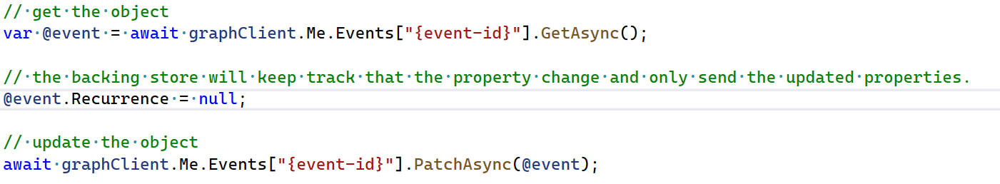 // get the object
var @event = await graphClient.Me.Events["{event-id}"].GetAsync();
// the backing store will keep track that the property change and only send the updated properties.
@event.Recurrence = null;
// update the object
await graphClient.Me.Events["{event-id}"].PatchAsync(@event);